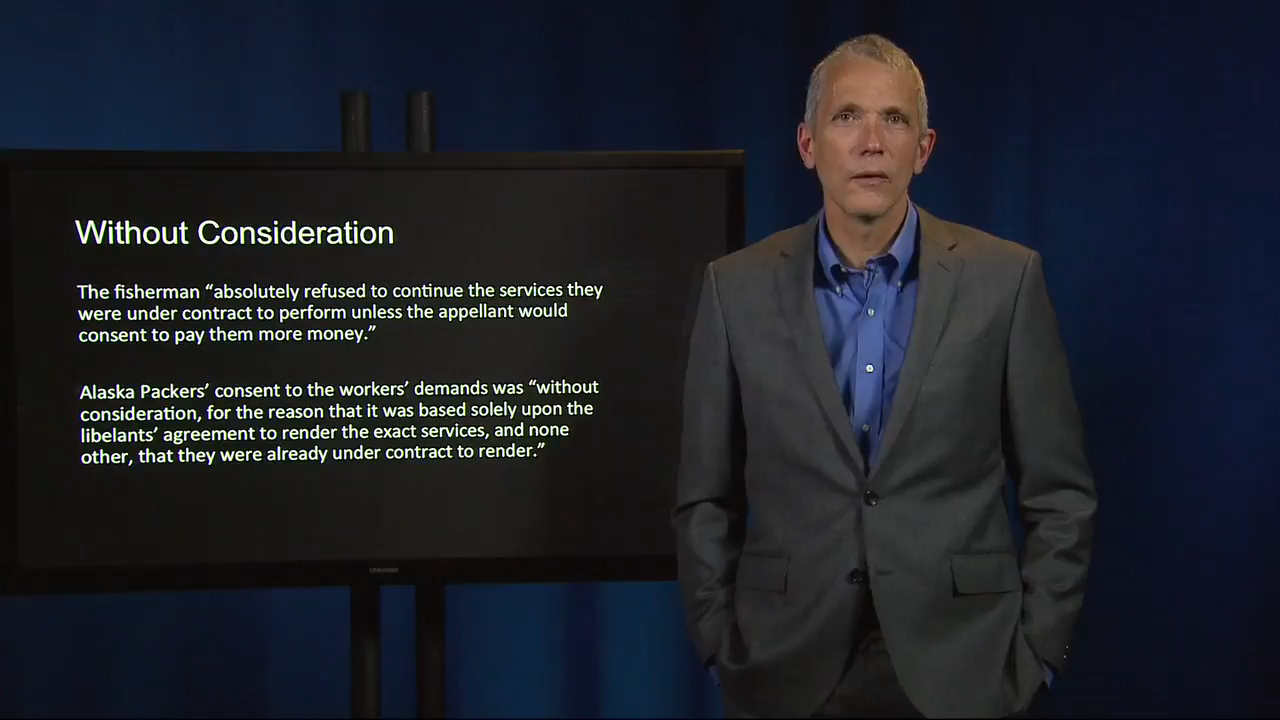 Without Consideration
The fisherman “absolutely refused to continue the services they
were under contract to perform unless the appellant would
consent to pay them more money.”
Alaska Packers’ consent to the workers’ demands was “without
consideration, for the reason that it was based solely upon the
libelants’ agreement to render the exact services, and none
other, that they were already under contract to render.”
SAMSUNG